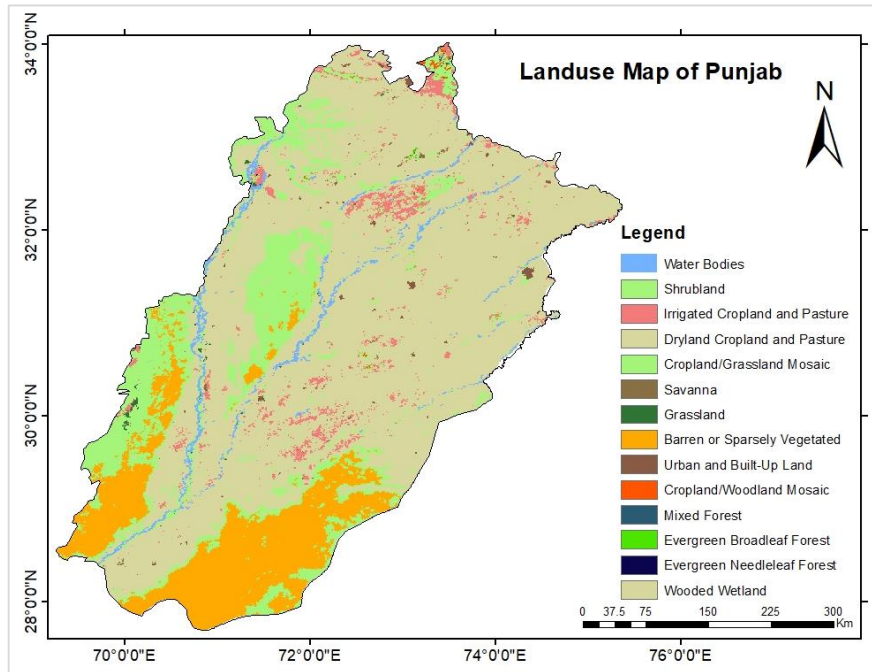 Landuse Map of Punjab
N
34°0'0"N
32°0'0"N
30°0'0"N
28°0'0"N
70°0'0"E
72°0'0"E
74°0'0"E
76°0'0"E
Legend
Water Bodies
Shrubland
Irrigated Cropland and Pasture
Dryland Cropland and Pasture
Cropland/Grassland Mosaic
Savanna
Grassland
Barren or Sparsely Vegetated
Urban and Built-Up Land
Cropland/Woodland Mosaic
Mixed Forest
Evergreen Broadleaf Forest
Evergreen Needleleaf Forest
Wooded Wetland
0 37.5 75 150 225 300
Km